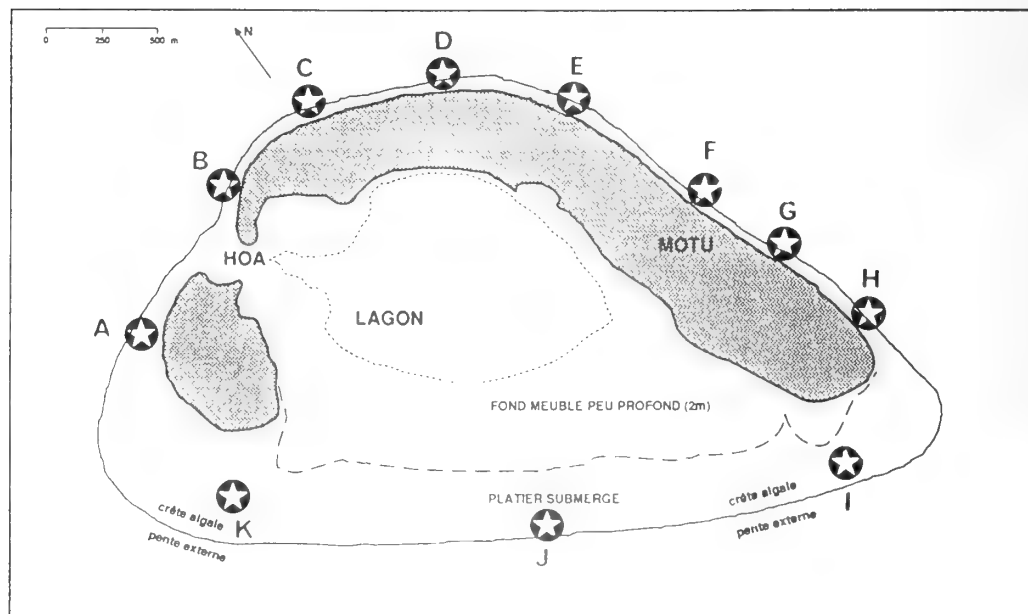 0 250 500 m
N
D
C
E
B
F
G
MOTU
HOA
H
A
LAGON
FOND MEUBLE PEU PROFOND (2m)
PLATIER SUBMERGE
crête algale
pente externe
I
K
crête algale
pente externe
J